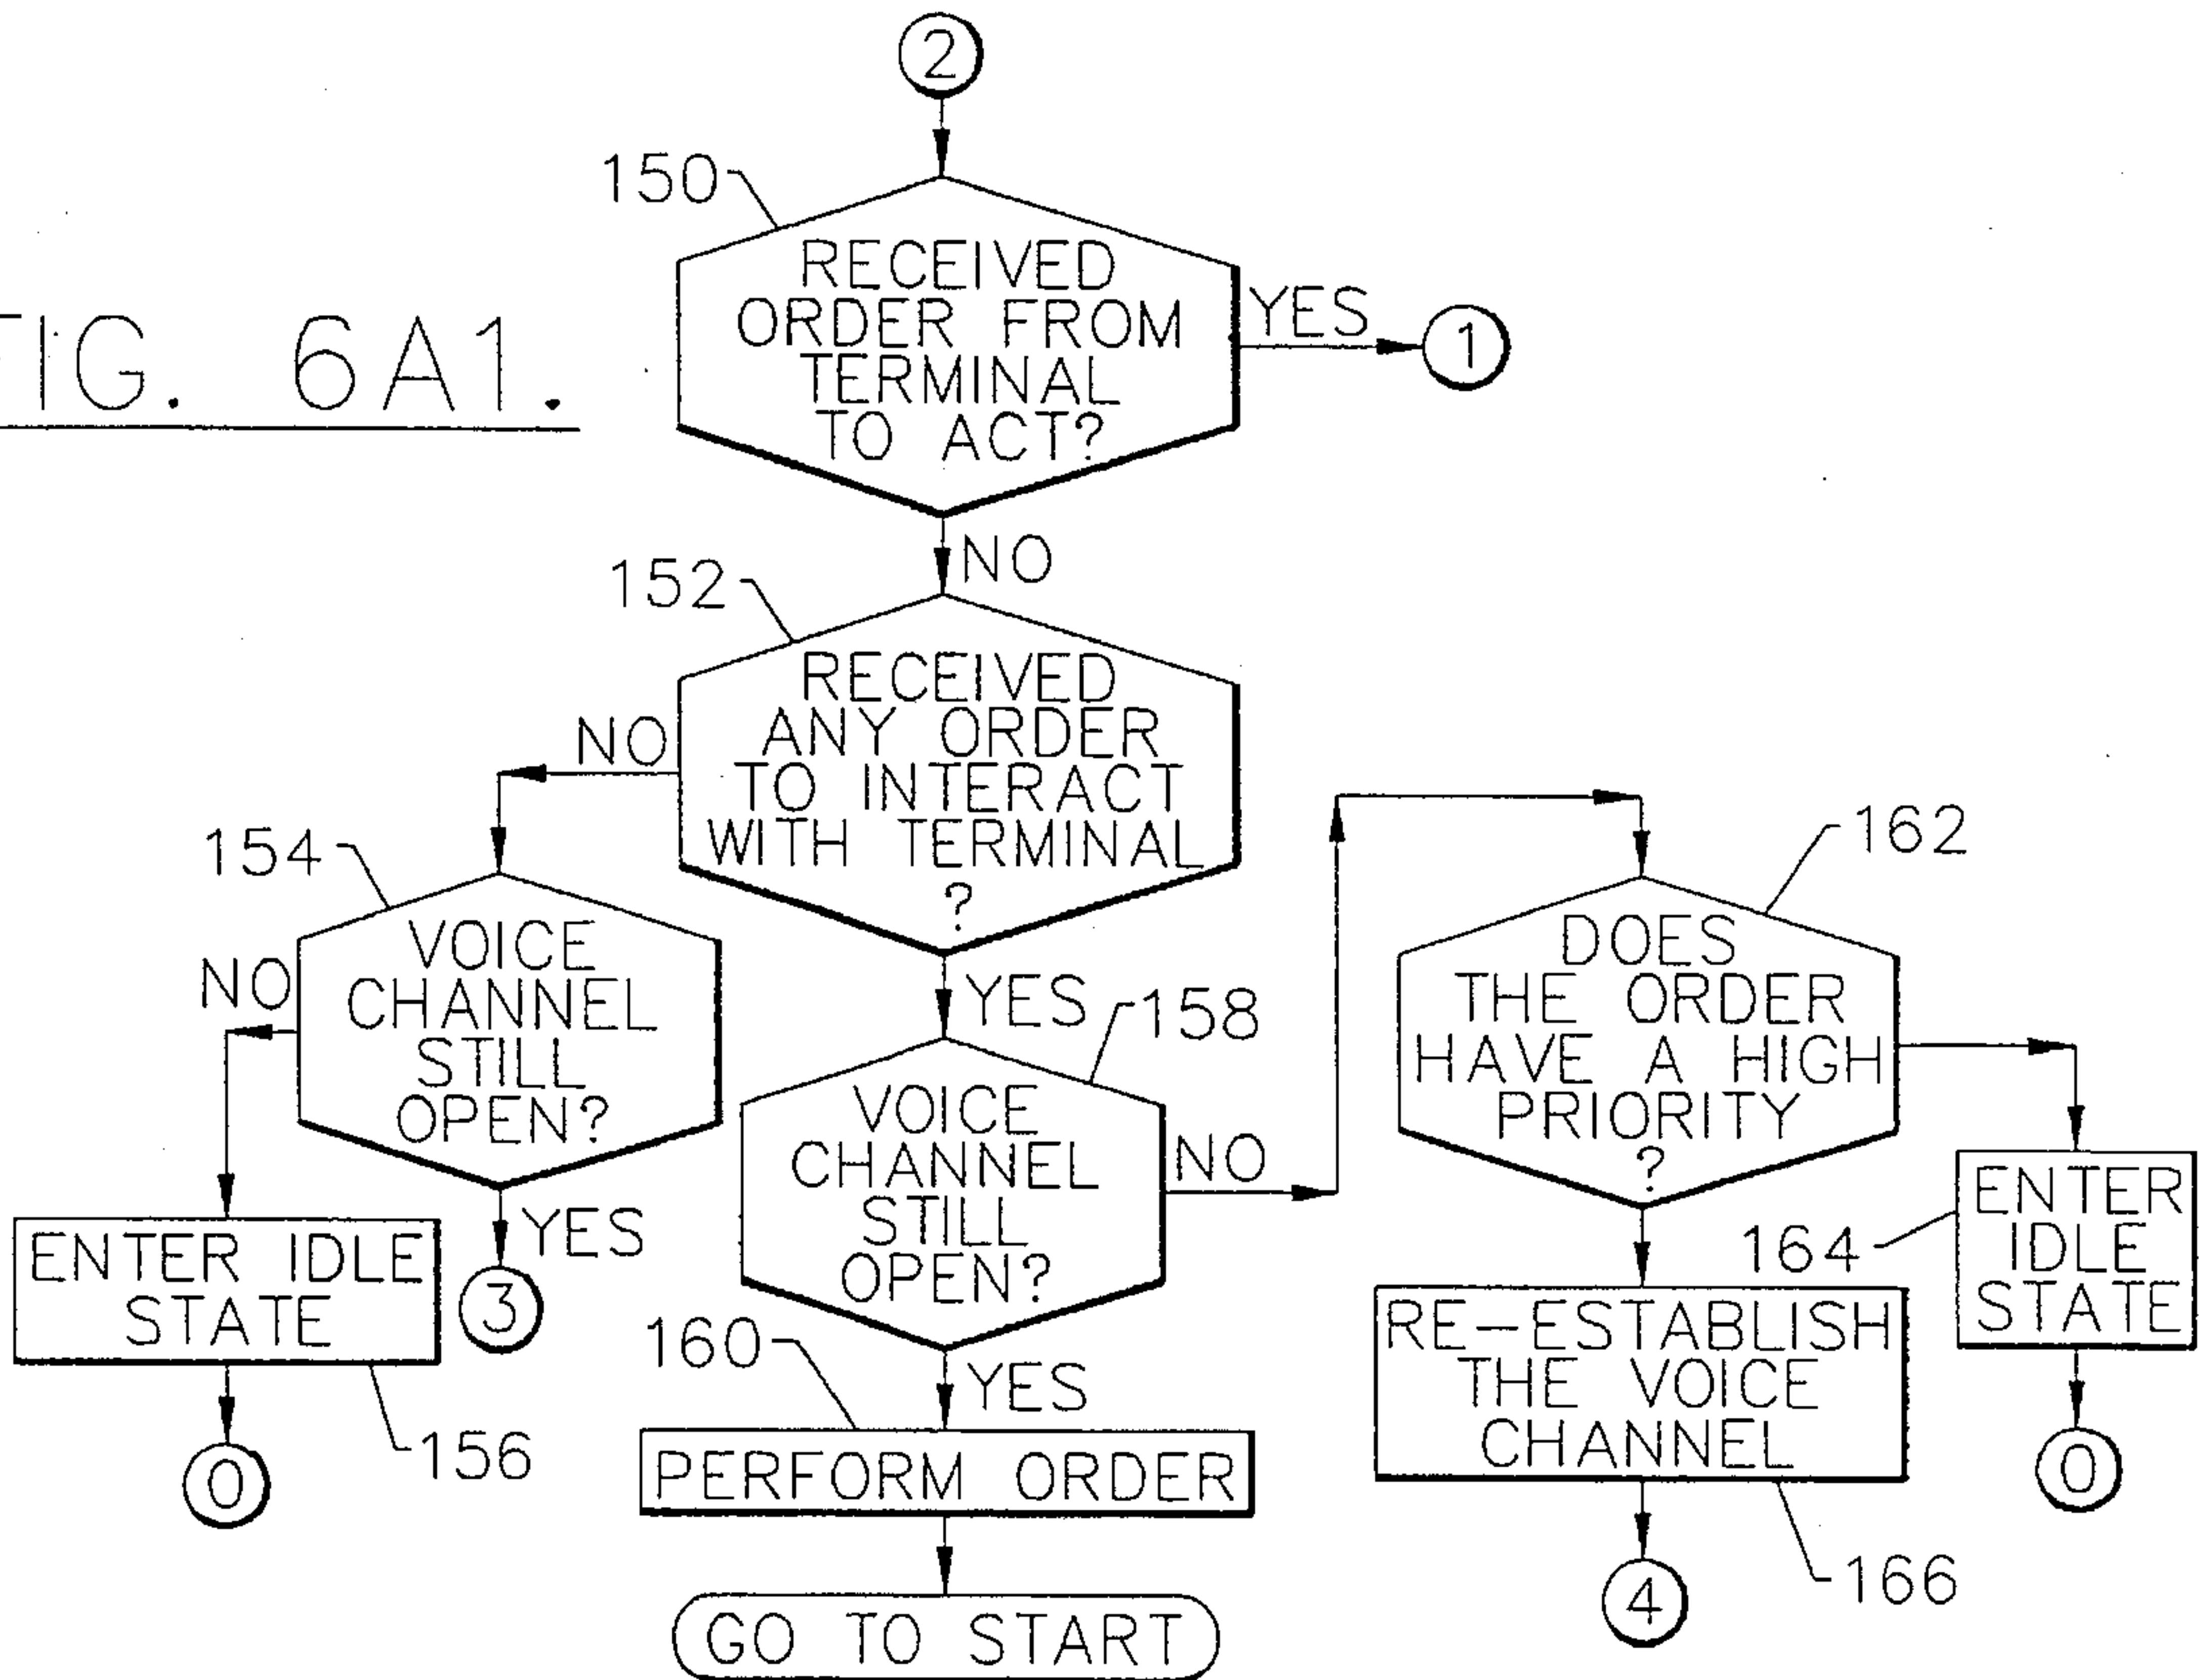 2
150
RECEIVED
ORDER FROM
TERMINAL
TO ACT?
YES
1
FIG. 6A1.
NO
152
RECEIVED
ANY ORDER
TO INTERACT
WITH TERMINAL
?
NO
154
VOICE
CHANNEL
STILL
OPEN?
NO
ENTER IDLE
STATE
156
0
YES
3
YES
158
VOICE
CHANNEL
STILL
OPEN?
NO
160
YES
PERFORM ORDER
GO TO START
162
DOES
THE ORDER
HAVE A HIGH
PRIORITY
?
164
ENTER
IDLE
STATE
0
RE-ESTABLISH
THE VOICE
CHANNEL
166
4